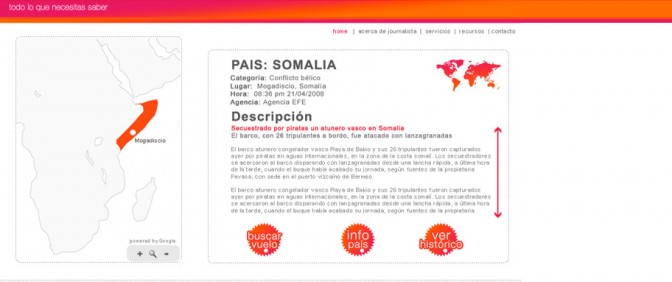 todo lo que necesitas saber
home | acerca de journalista | servicios | recursos | contacto
PAIS: SOMALIA
Categoria: Conflicto bélico
Lugar: Mogadiscio, Somalia
Hora: 08:36 pm 21/04/2008
Agencia: Agencia EFE
Descripción
Secuestrado por piratas un atunero vasco en Somalia
El barco, con 26 tripulantes a bordo, fue atacado con lanzagranadas
El barco atunero congelador vasco Playa de Bakio y sus 26 tripulantes fueron capturados
ayer por piratas en aguas internacionales, en la zona de la costa somalí. Los secuestradores
se acercaron al barco disparando con lanzagranadas desde una lancha rápida, a última hora
de la tarde, cuando el buque había acabado su jornada, según fuentes de la propietaria
Pevasa, con sede en el puerto vizcaíno de Bermeo.
El barco atunero congelador vasco Playa de Bakio y sus 26 tripulantes fueron capturados
ayer por piratas en aguas internacionales, en la zona de la costa somalí. Los secuestradores
se acercaron al barco disparando con lanzagranadas desde una lancha rápida, a última hora
de la tarde, cuando el buque había acabado su jornada, según fuentes de la propietaria
Mogadiscio
powered by Google
buscar
vuelo
info
pais
ver
histórico